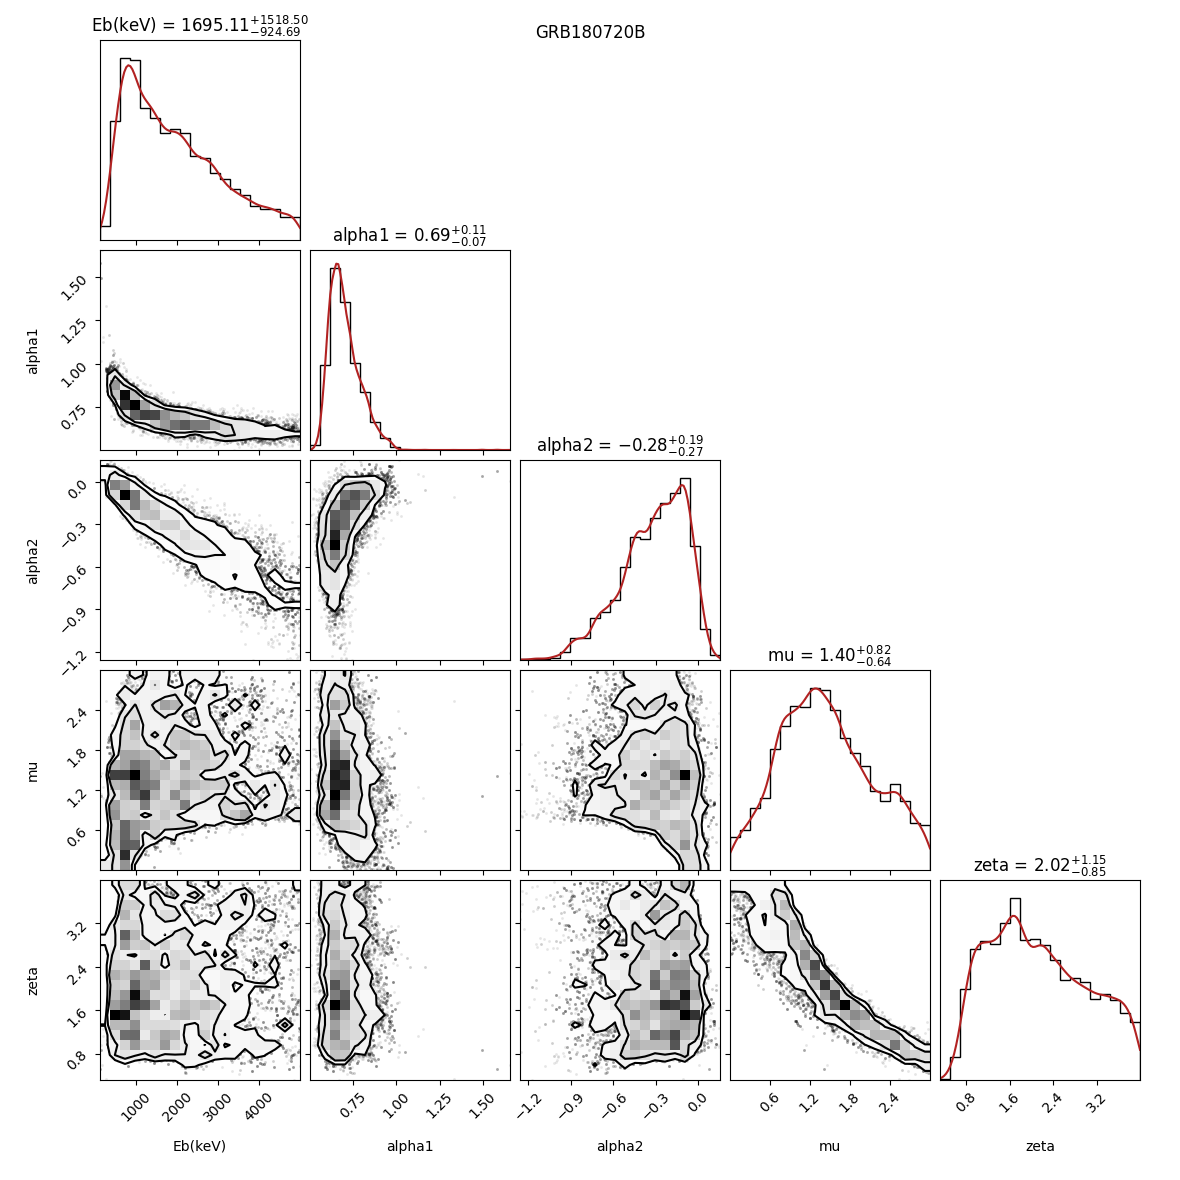 Eb(keV) = 1695.11+1518.50−924.69
GRB180720B
alpha1 = 0.69+0.11−0.07
1.50
1.25
1.00
0.75
alpha1
alpha2 = −0.28+0.19−0.27
0.0
−0.3
−0.6
−0.9
−1.2
alpha2
mu = 1.40+0.82−0.64
2.4
1.8
1.2
0.6
mu
zeta = 2.02+1.15−0.85
3.2
2.4
1.6
0.8
zeta
1000 2000 3000 4000 0.75 1.00 1.25 1.50 −1.2 −0.9 −0.6 −0.3 0.0 0.6 1.2 1.8 2.4 0.8 1.6 2.4 3.2
Eb(keV) alpha1 alpha2 mu zeta